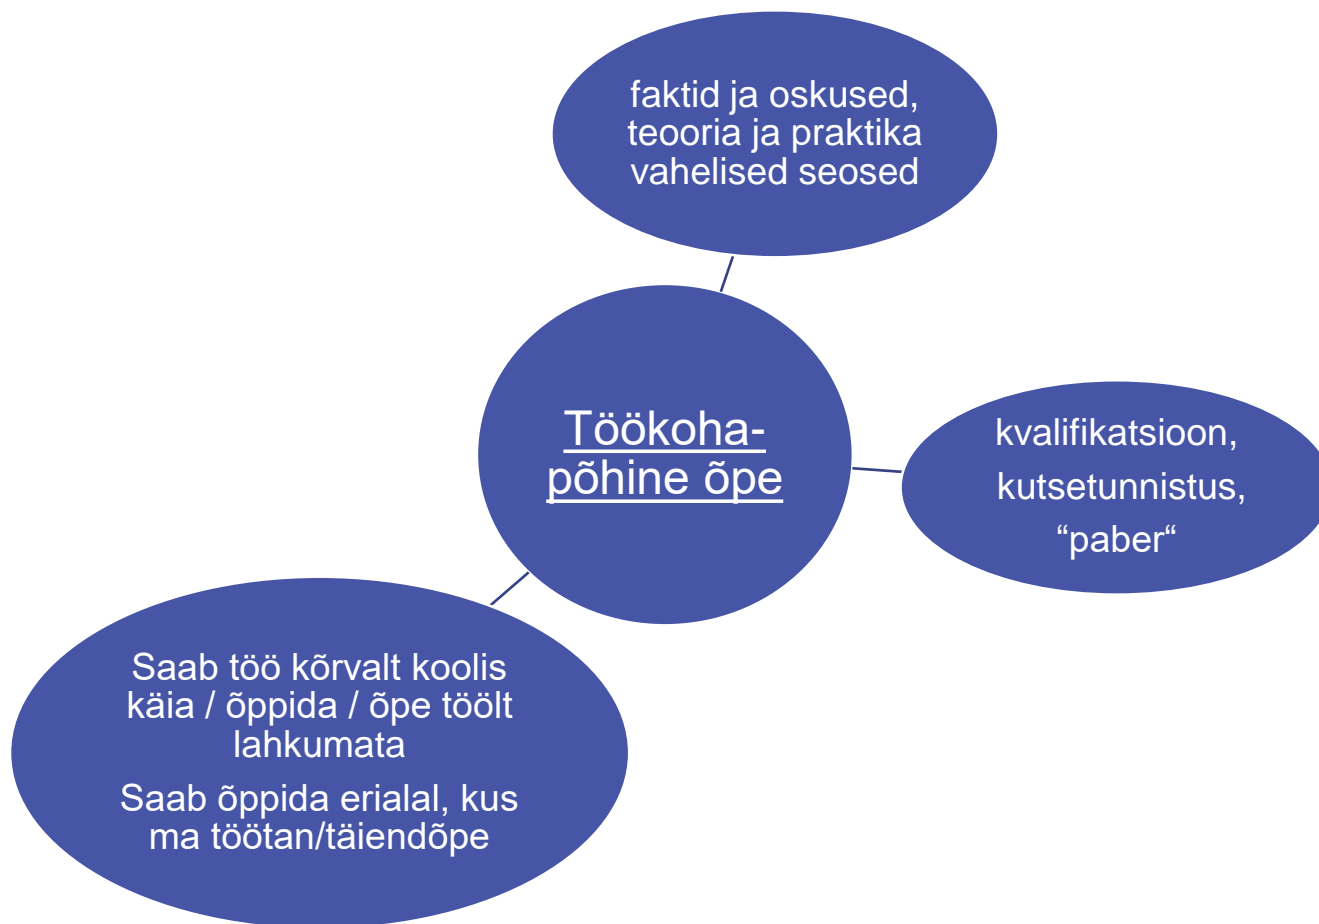 faktid ja oskused,
teooria ja praktika
vahelised seosed
Töökoha-
põhine õpe
kvalifikatsioon,
kutsetunnistus,
“paber“
Saab töö kõrvalt koolis
käia / õppida / õpe töölt
lahkumata
Saab õppida erialal, kus
ma töötan/täiendõpe